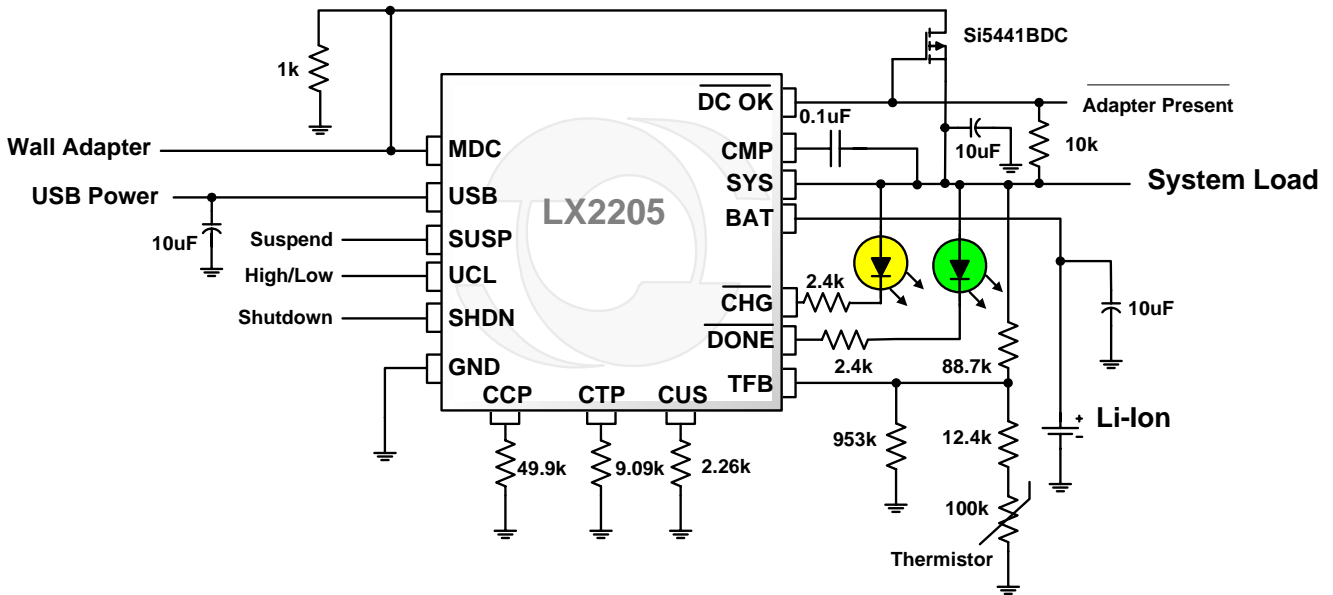 Si5441BDC
1k
DC OK
Adapter Present
0.1uF
Wall Adapter
MDC
CMP
10uF
10k
USB Power
USB
LX2205
SYS
System Load
BAT
10uF
Suspend
SUSP
High/Low
UCL
2.4k
CHG
10uF
Shutdown
SHDN
DONE
2.4k
88.7k
GND
TFB
CCP
CTP
CUS
+
-
Li-Ion
953k
12.4k
49.9k
9.09k
2.26k
100k
Thermistor